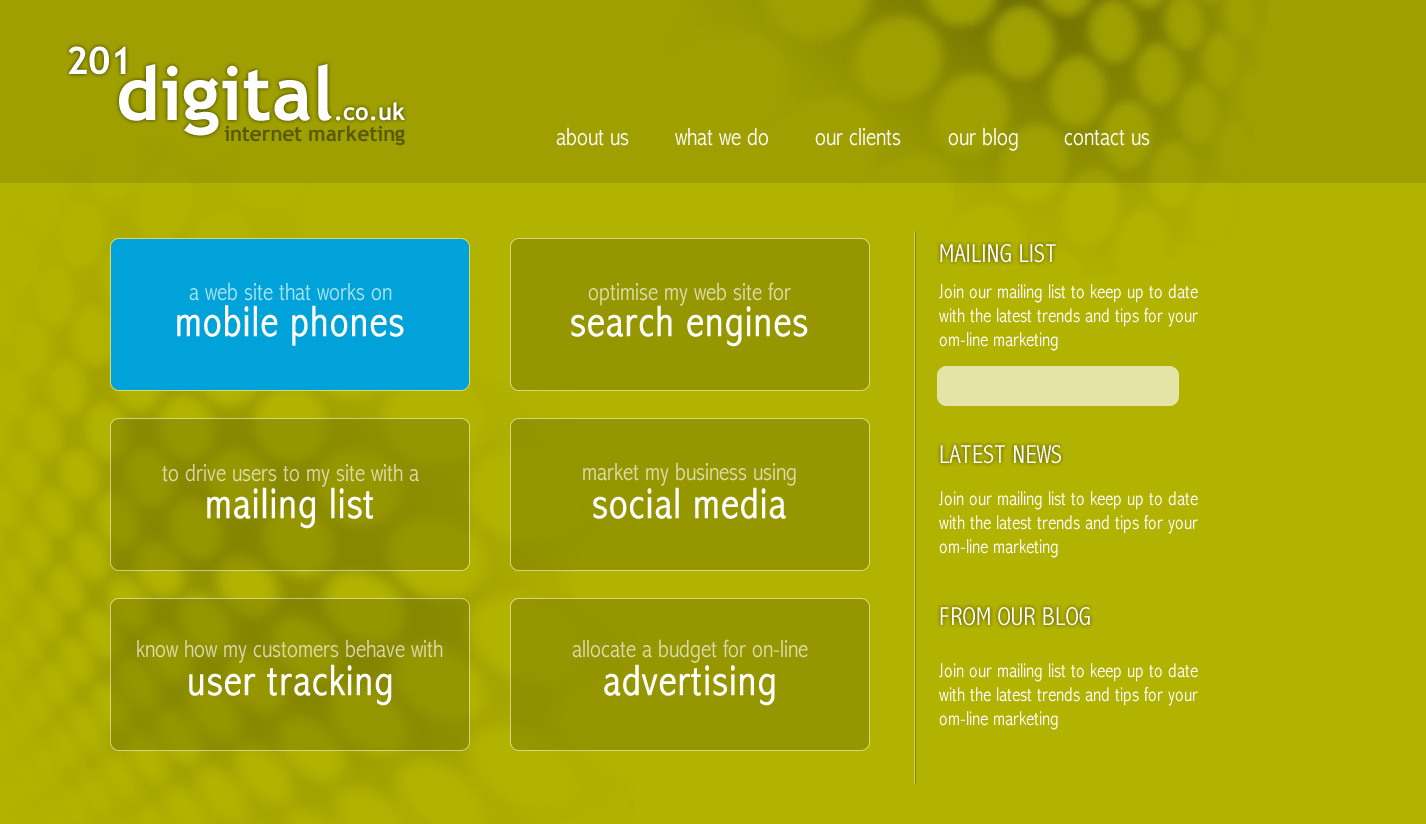 201
digital.co.uk
internet marketing
about us what we do our clients our blog contact us
a web site that works on
mobile phones
optimise my web site for
search engines
to drive users to my site with a
mailing list
market my business using
social media
know how my customers behave with
user tracking
allocate a budget for on-line
advertising
MAILING LIST
Join our mailing list to keep up to date
with the latest trends and tips for your
om-line marketing
LATEST NEWS
Join our mailing list to keep up to date
with the latest trends and tips for your
om-line marketing
FROM OUR BLOG
Join our mailing list to keep up to date
with the latest trends and tips for your
om-line marketing